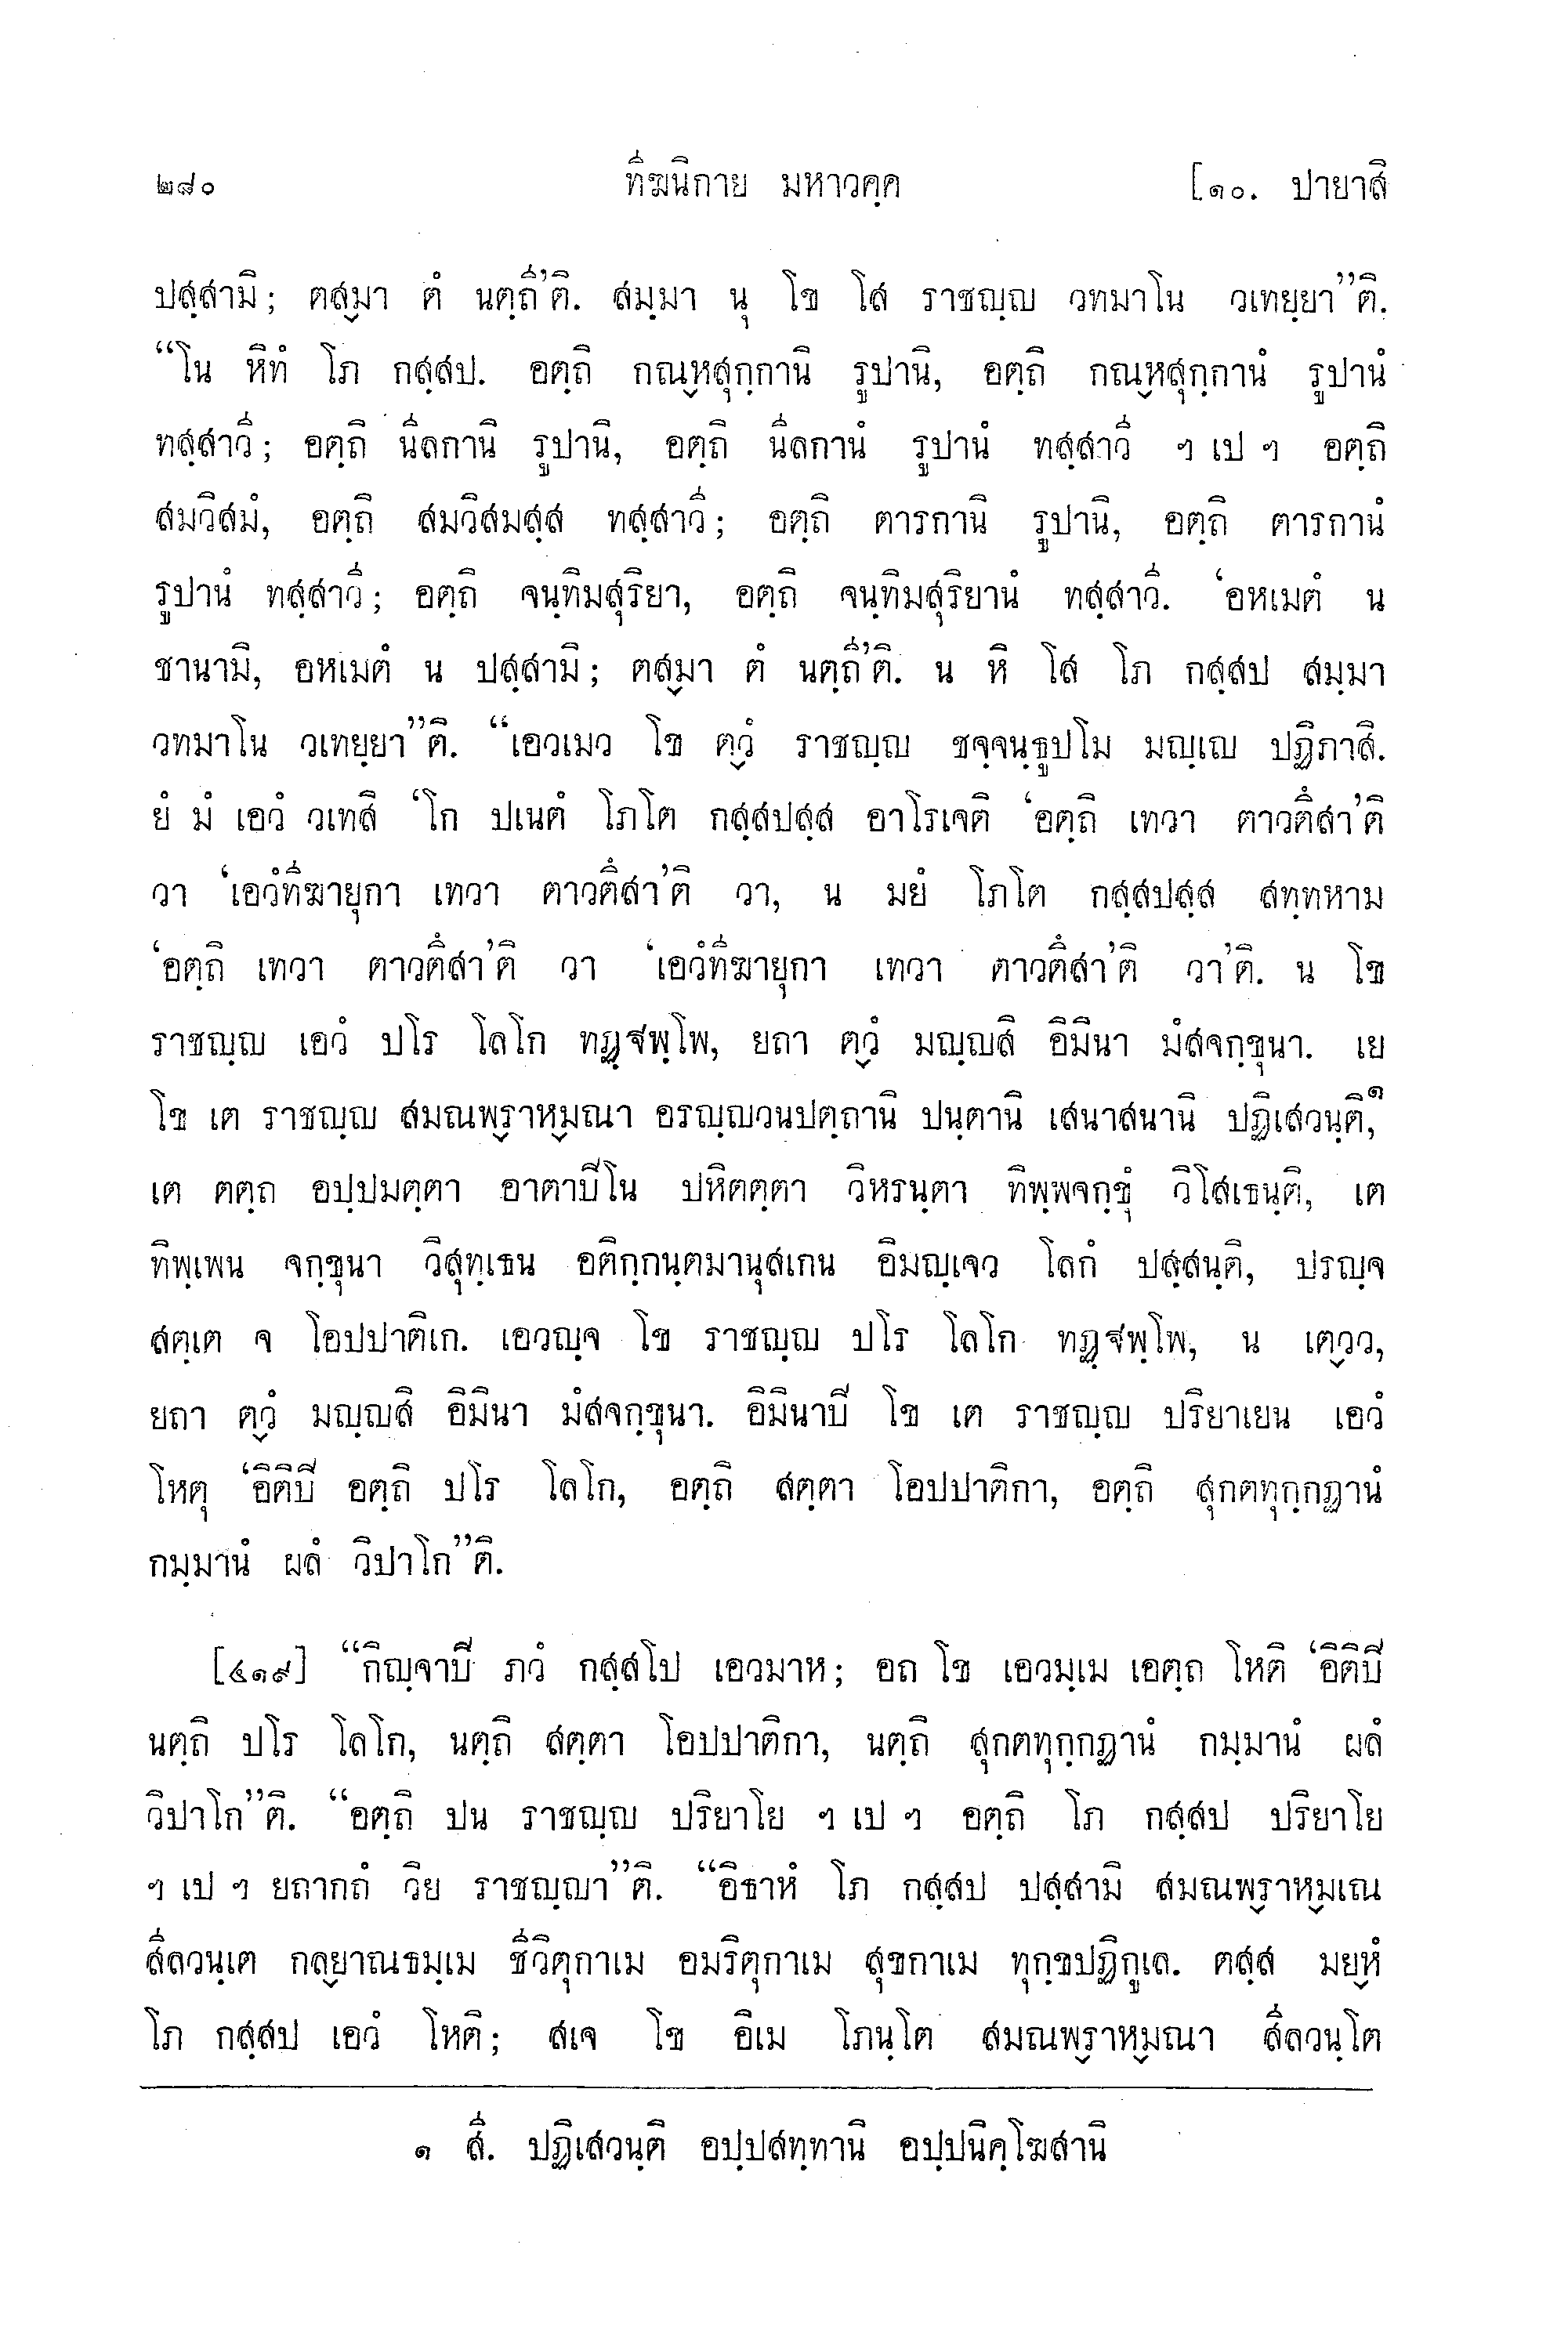 ๒๘๐ ทีฆนิกาย มหาวคฺค [๑๐. ปายาสิ
ปสฺสามิ; ตสฺมา ตํ นตฺถี’ติ. สมฺมา นุ โข โส ราชญฺญ วทมาโน วเทยฺยา”ติ.
“โน หิทํ โภ กสฺสป. อตฺถิ กณฺหสุกฺกานิ รูปานิ, อตฺถิ กณฺหสุกฺกานํ รูปานํ
ทสฺสาวี; อตฺถิ นีลกานิ รูปานิ, อตฺถิ นีลกานํ รูปานํ ทสฺสาวี ฯ เป ฯ อตฺถิ
สมวิสมํ, อตฺถิ สมวิสมสฺส ทสฺสาวี; อตฺถิ ตารกานิ รูปานิ, อตฺถิ ตารกานํ
รูปานํ ทสฺสาวี; อตฺถิ จนฺทิมสุริยา, อตฺถิ จนฺทิมสุริยานํ ทสฺสาวี. ‘อหเมตํ น
ชานามิ, อหเมตํ น ปสฺสามิ; ตสฺมา ตํ นตฺถี’ติ. น หิ โส โภ กสฺสป สมฺมา
วทมาโน วเทยฺยา”ติ. “เอวเมว โข ตฺวํ ราชญฺญ ชจฺจนฺธูปโม มญฺเญ ปฏิภาสิ.
ยํ มํ เอวํ วเทสิ ‘โก ปเนตํ โภโต กสฺสปสฺส อาโรเจติ ‘อตฺถิ เทวา ตาวตึสา’ติ
วา ‘เอวํทีฆายุกา เทวา ตาวตึสา’ติ วา, น มยํ โภโต กสฺสปสฺส สทฺทหาม
‘อตฺถิ เทวา ตาวตึสา’ติ วา ‘เอวํทีฆายุกา เทวา ตาวตึสา’ติ วา’ติ. น โข
ราชญฺญ เอวํ ปโร โลโก ทฏฺฐพฺโพ, ยถา ตฺวํ มญฺญสิ อิมินา มํสจกฺขุนา. เย
โข เต ราชญฺญ สมณพฺราหฺมณา อรญฺญวนปตฺถานิ ปนฺตานิ เสนาสนานิ ปฏิเสวนฺติ,๑
เต ตตฺถ อปฺปมตฺตา อาตาปิโน ปหิตตฺตา วิหรนฺตา ทิพฺพจกฺขุํ วิโสเธนฺติ, เต
ทิพฺเพน จกฺขุนา วิสุทฺเธน อติกฺกนฺตมานุสเกน อิมญฺเจว โลกํ ปสฺสนฺติ, ปรญฺจ
สตฺเต จ โอปปาติเก. เอวญฺจ โข ราชญฺญ ปโร โลโก ทฏฺฐพฺโพ, น เตฺวว,
ยถา ตฺวํ มญฺญสิ อิมินา มํสจกฺขุนา. อิมินาปิ โข เต ราชญฺญ ปริยาเยน เอวํ
โหตุ ‘อิติปิ อตฺถิ ปโร โลโก, อตฺถิ สตฺตา โอปปาติกา, อตฺถิ สุกตทุกฺกฏานํ
กมฺมานํ ผลํ วิปาโก”ติ.
[๔๑๙] “กิญฺจาปิ ภวํ กสฺสโป เอวมาห; อถ โข เอวมฺเม เอตฺถ โหติ ‘อิติปิ
นตฺถิ ปโร โลโก, นตฺถิ สตฺตา โอปปาติกา, นตฺถิ สุกตทุกฺกฏานํ กมฺมานํ ผลํ
วิปาโก”ติ. “อตฺถิ ปน ราชญฺญ ปริยาโย ฯ เป ฯ อตฺถิ โภ กสฺสป ปริยาโย
ฯ เป ฯ ยถากถํ วิย ราชญฺญา”ติ. “อิธาหํ โภ กสฺสป ปสฺสามิ สมณพฺราหฺมเณ
สีลวนฺเต กลฺยาณธมฺเม ชีวิตุกาเม อมริตุกาเม สุขกาเม ทุกฺขปฏิกูเล. ตสฺส มยฺหํ
โภ กสฺสป เอวํ โหติ; สเจ โข อิเม โภนฺโต สมณพฺราหฺมณา สีลวนฺโต
๑ สี. ปฏิเสวนฺติ อปฺปสทฺทานิ อปฺปนิคฺโฆสานิ